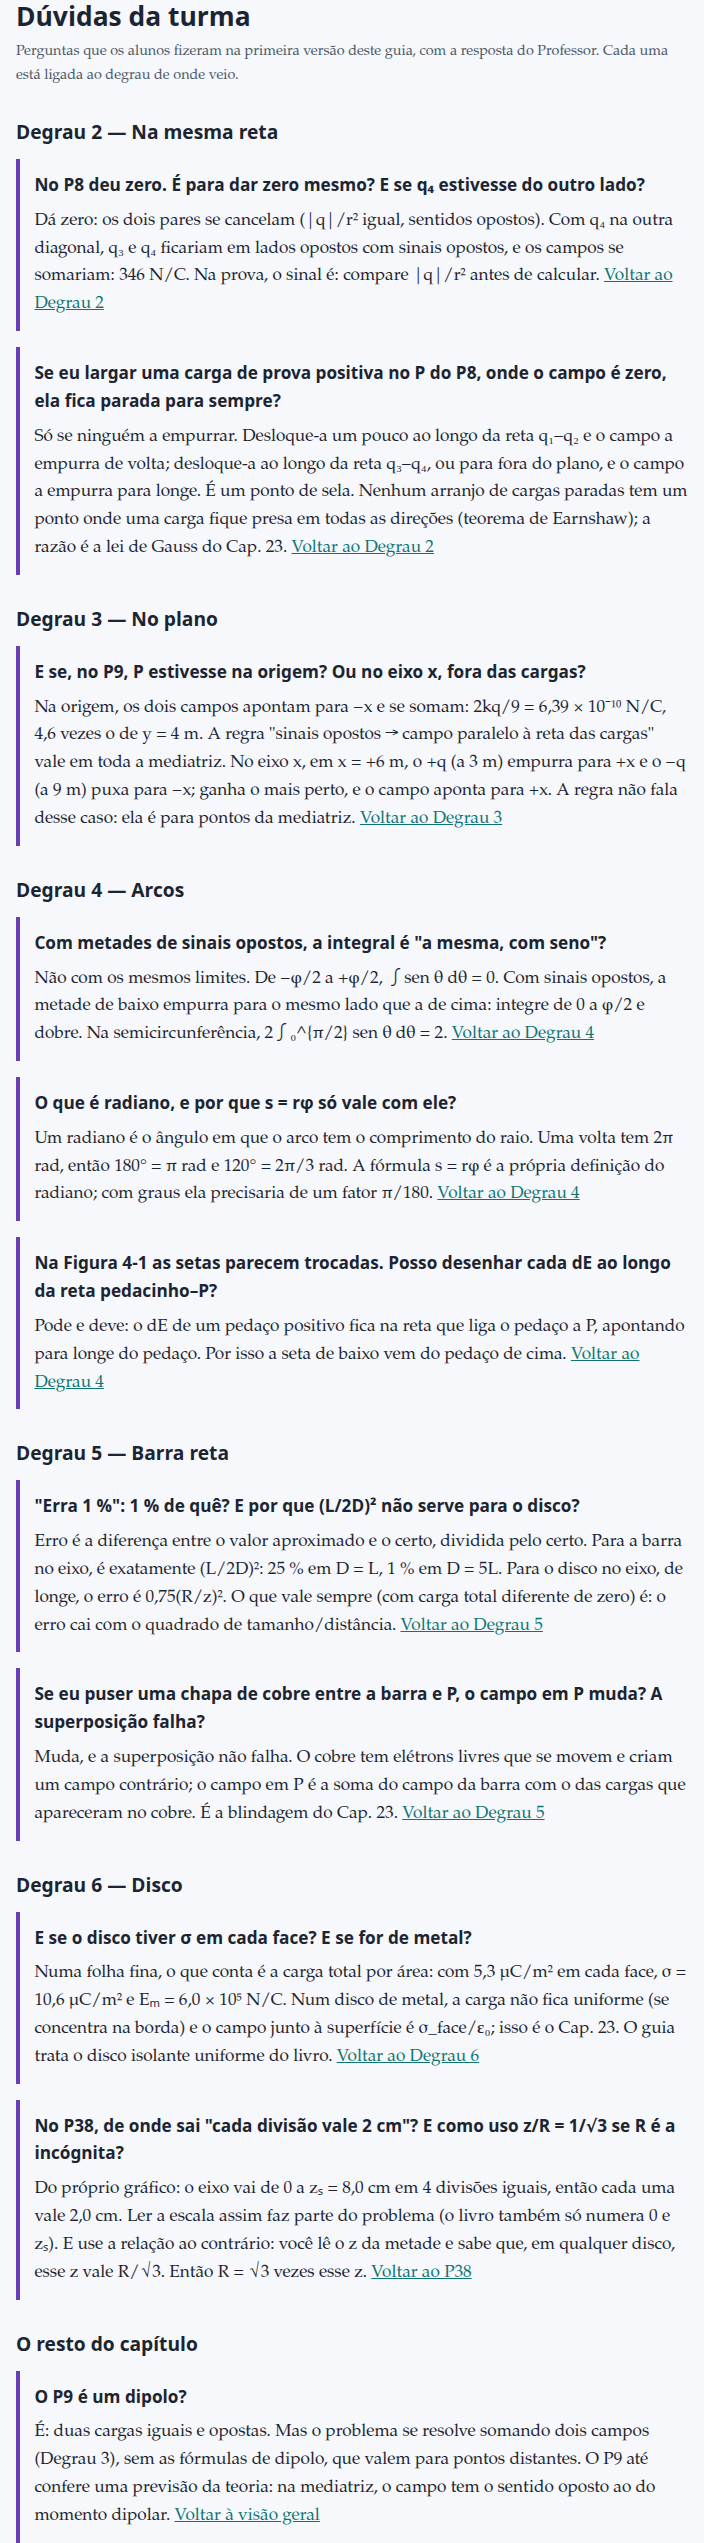 Dúvidas da turma
Perguntas que os alunos fizeram na primeira versão deste guia, com a resposta do Professor. Cada uma
está ligada ao degrau de onde veio.
Degrau 2 — Na mesma reta
No P8 deu zero. É para dar zero mesmo? E se q₄ estivesse do outro lado?
Dá zero: os dois pares se cancelam (|q|/r² igual, sentidos opostos). Com q₄ na outra
diagonal, q₃ e q₄ ficariam em lados opostos com sinais opostos, e os campos se
somariam: 346 N/C. Na prova, o sinal é: compare |q|/r² antes de calcular. Voltar ao
Degrau 2
Se eu largar uma carga de prova positiva no P do P8, onde o campo é zero,
ela fica parada para sempre?
Só se ninguém a empurrar. Desloque-a um pouco ao longo da reta q₁–q₂ e o campo a
empurra de volta; desloque-a ao longo da reta q₃–q₄, ou para fora do plano, e o campo
a empurra para longe. É um ponto de sela. Nenhum arranjo de cargas paradas tem um
ponto onde uma carga fique presa em todas as direções (teorema de Earnshaw); a
razão é a lei de Gauss do Cap. 23. Voltar ao Degrau 2
Degrau 3 — No plano
E se, no P9, P estivesse na origem? Ou no eixo x, fora das cargas?
Na origem, os dois campos apontam para −x e se somam: 2kq/9 = 6,39 × 10⁻¹⁰ N/C,
4,6 vezes o de y = 4 m. A regra "sinais opostos → campo paralelo à reta das cargas"
vale em toda a mediatriz. No eixo x, em x = +6 m, o +q (a 3 m) empurra para +x e o −q
(a 9 m) puxa para −x; ganha o mais perto, e o campo aponta para +x. A regra não fala
desse caso: ela é para pontos da mediatriz. Voltar ao Degrau 3
Degrau 4 — Arcos
Com metades de sinais opostos, a integral é "a mesma, com seno"?
Não com os mesmos limites. De −φ/2 a +φ/2, ∫ sen θ dθ = 0. Com sinais opostos, a
metade de baixo empurra para o mesmo lado que a de cima: integre de 0 a φ/2 e
dobre. Na semicircunferência, 2∫₀^{π/2} sen θ dθ = 2. Voltar ao Degrau 4
O que é radiano, e por que s = rφ só vale com ele?
Um radiano é o ângulo em que o arco tem o comprimento do raio. Uma volta tem 2π
rad, então 180° = π rad e 120° = 2π/3 rad. A fórmula s = rφ é a própria definição do
radiano; com graus ela precisaria de um fator π/180. Voltar ao Degrau 4
Na Figura 4-1 as setas parecem trocadas. Posso desenhar cada dE ao longo
da reta pedacinho–P?
Pode e deve: o dE de um pedaço positivo fica na reta que liga o pedaço a P, apontando
para longe do pedaço. Por isso a seta de baixo vem do pedaço de cima. Voltar ao
Degrau 4
Degrau 5 — Barra reta
"Erra 1 %": 1 % de quê? E por que (L/2D)² não serve para o disco?
Erro é a diferença entre o valor aproximado e o certo, dividida pelo certo. Para a barra
no eixo, é exatamente (L/2D)²: 25 % em D = L, 1 % em D = 5L. Para o disco no eixo, de
longe, o erro é 0,75(R/z)². O que vale sempre (com carga total diferente de zero) é: o
erro cai com o quadrado de tamanho/distância. Voltar ao Degrau 5
Se eu puser uma chapa de cobre entre a barra e P, o campo em P muda? A
superposição falha?
Muda, e a superposição não falha. O cobre tem elétrons livres que se movem e criam
um campo contrário; o campo em P é a soma do campo da barra com o das cargas que
apareceram no cobre. É a blindagem do Cap. 23. Voltar ao Degrau 5
Degrau 6 — Disco
E se o disco tiver σ em cada face? E se for de metal?
Numa folha fina, o que conta é a carga total por área: com 5,3 μC/m² em cada face, σ =
10,6 μC/m² e Eₘ = 6,0 × 10⁵ N/C. Num disco de metal, a carga não fica uniforme (se
concentra na borda) e o campo junto à superfície é σ_face/ε₀; isso é o Cap. 23. O guia
trata o disco isolante uniforme do livro. Voltar ao Degrau 6
No P38, de onde sai "cada divisão vale 2 cm"? E como uso z/R = 1/√3 se R é a
incógnita?
Do próprio gráfico: o eixo vai de 0 a zₛ = 8,0 cm em 4 divisões iguais, então cada uma
vale 2,0 cm. Ler a escala assim faz parte do problema (o livro também só numera 0 e
zₛ). E use a relação ao contrário: você lê o z da metade e sabe que, em qualquer disco,
esse z vale R/√3. Então R = √3 vezes esse z. Voltar ao P38
O resto do capítulo
O P9 é um dipolo?
É: duas cargas iguais e opostas. Mas o problema se resolve somando dois campos
(Degrau 3), sem as fórmulas de dipolo, que valem para pontos distantes. O P9 até
confere uma previsão da teoria: na mediatriz, o campo tem o sentido oposto ao do
momento dipolar. Voltar à visão geral